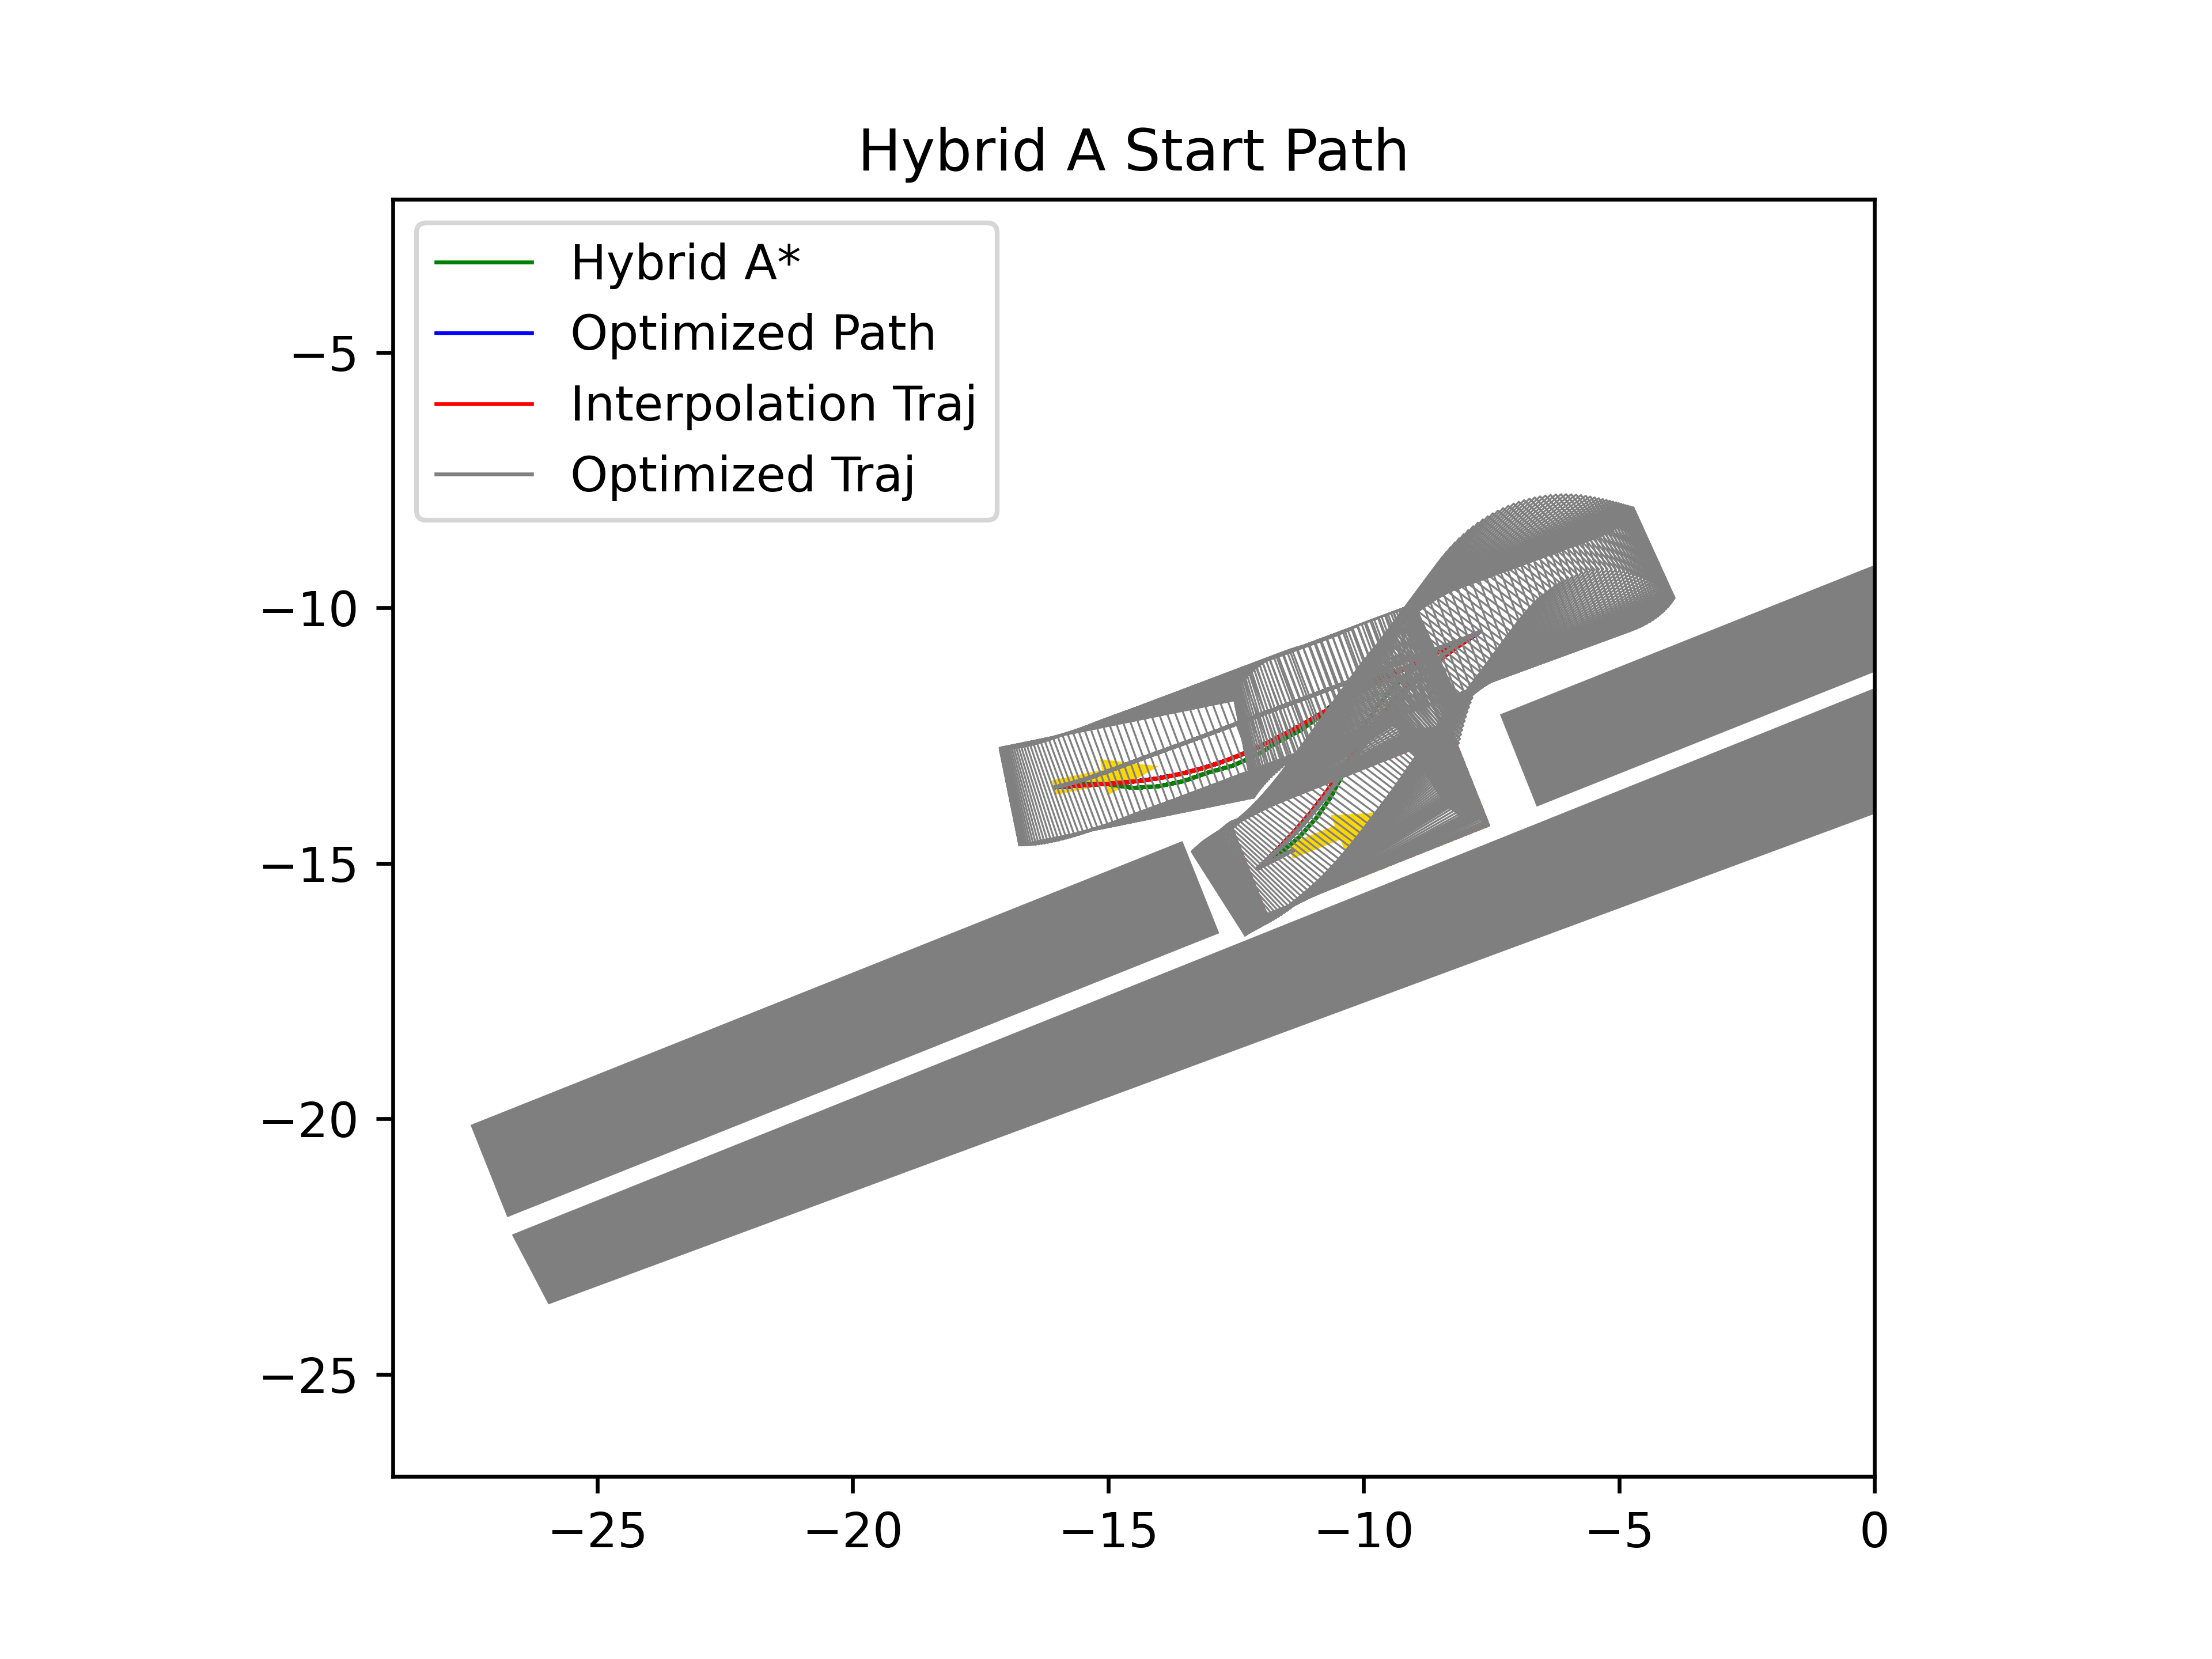 Hybrid A Start Path
Hybrid A*
Optimized Path
Interpolation Traj
Optimized Traj
−5
−10
−15
−20
−25
−25 −20 −15 −10 −5 0